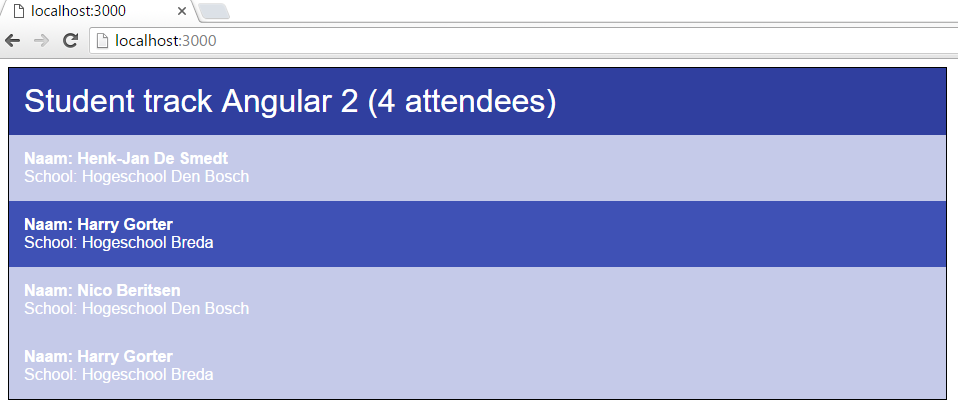 localhost:3000
localhost:3000
Student track Angular 2 (4 attendees)
Naam: Henk-Jan De Smedt
School: Hogeschool Den Bosch
Naam: Harry Gorter
School: Hogeschool Breda
Naam: Nico Beritsen
School: Hogeschool Den Bosch
Naam: Harry Gorter
School: Hogeschool Breda